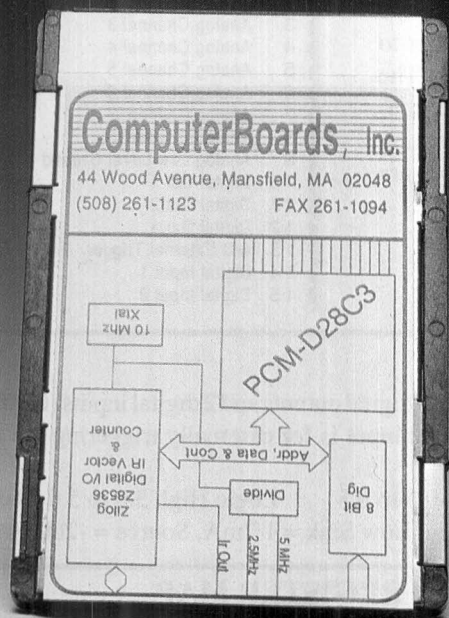 ComputerBoards, Inc.
44 Wood Avenue, Mansfield, MA 02048
(508) 261-1123 FAX 261-1094
PCM-D28C3
10 Mhz
Xtal
Addr, Data & Cont
Zilog
Z8536
Digital I/O
&
IR Vector
Counter
Divide
8 Bit
Dig
Ir Out
2.5MHz
5 MHz